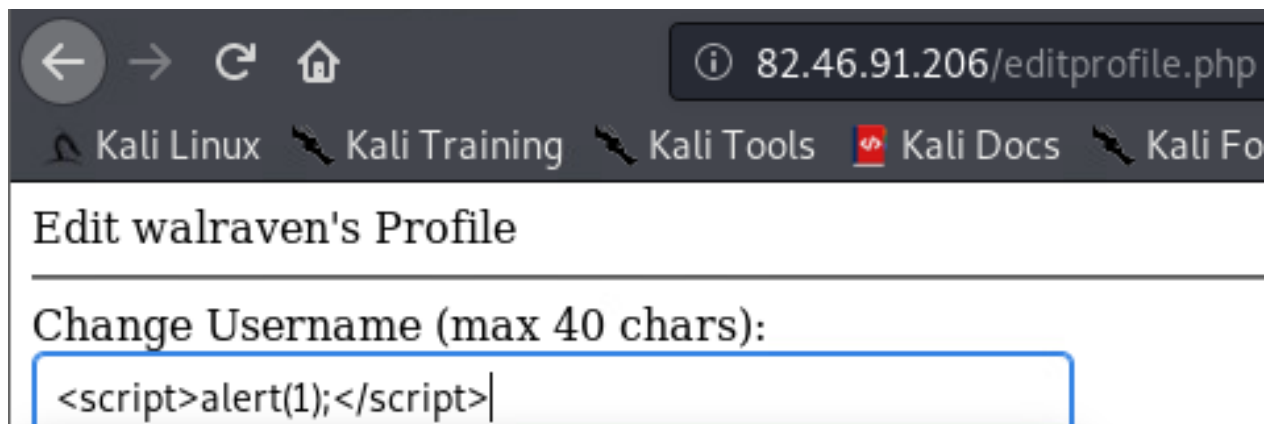 82.46.91.206/editprofile.php
Kali Linux Kali Training Kali Tools Kali Docs Kali Fo
Edit walraven's Profile
Change Username (max 40 chars):
<script>alert(1);</script>